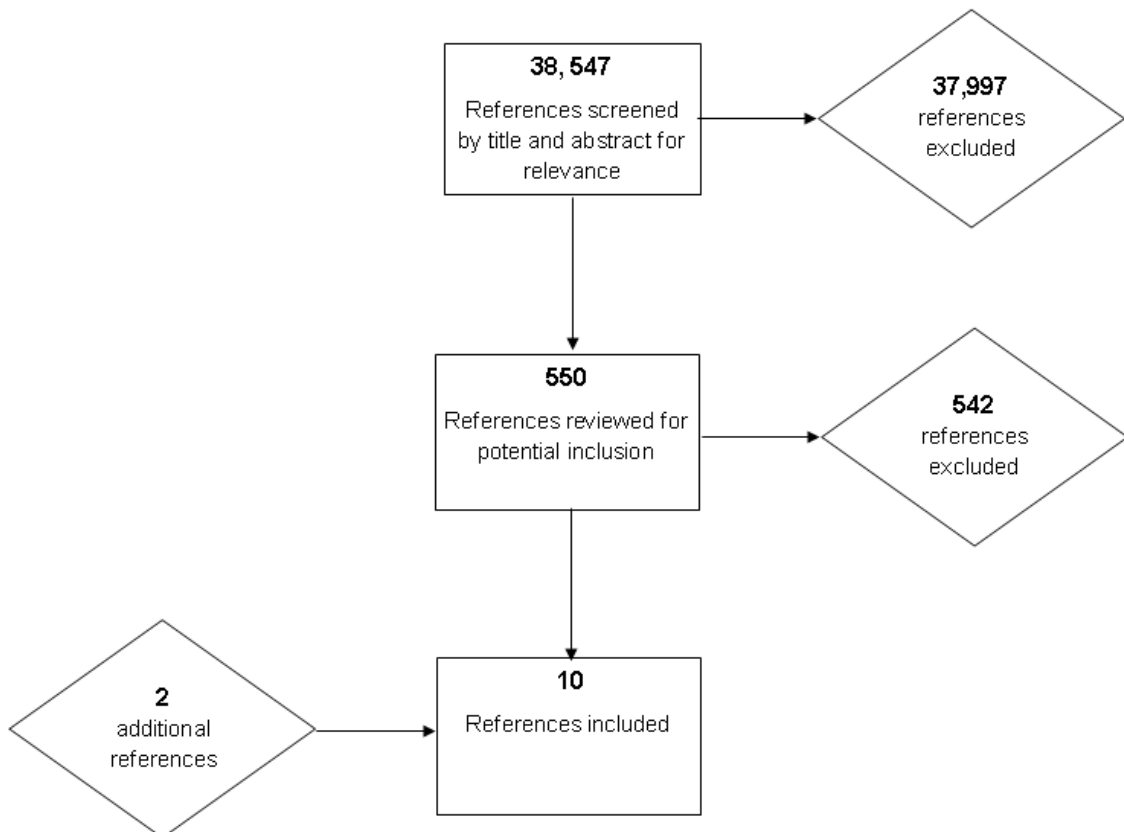 38, 547
References screened
by title and abstract for
relevance
37,997
references
excluded
550
References reviewed for
potential inclusion
542
references
excluded
2
additional
references
10
References included